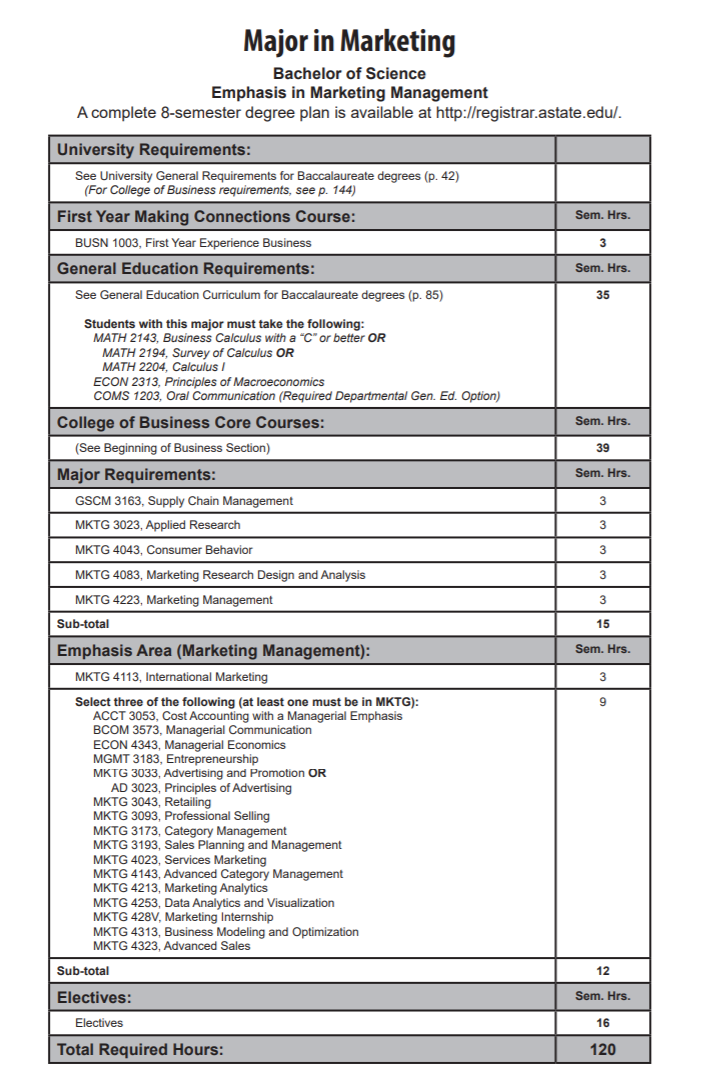 Major in Marketing
Bachelor of Science
Emphasis in Marketing Management
A complete 8-semester degree plan is available at http://registrar.astate.edu/.
University Requirements:
See University General Requirements for Baccalaureate degrees (p. 42)
(For College of Business requirements, see p. 144)
First Year Making Connections Course: Sem. Hrs.
BUSN 1003, First Year Experience Business 3
General Education Requirements: Sem. Hrs.
See General Education Curriculum for Baccalaureate degrees (p. 85) 35
Students with this major must take the following:
MATH 2143, Business Calculus with a “C” or better OR
MATH 2194, Survey of Calculus OR
MATH 2204, Calculus I
ECON 2313, Principles of Macroeconomics
COMS 1203, Oral Communication (Required Departmental Gen. Ed. Option)
College of Business Core Courses: Sem. Hrs.
(See Beginning of Business Section) 39
Major Requirements: Sem. Hrs.
GSCM 3163, Supply Chain Management 3
MKTG 3023, Applied Research 3
MKTG 4043, Consumer Behavior 3
MKTG 4083, Marketing Research Design and Analysis 3
MKTG 4223, Marketing Management 3
Sub-total 15
Emphasis Area (Marketing Management): Sem. Hrs.
MKTG 4113, International Marketing 3
Select three of the following (at least one must be in MKTG): 9
ACCT 3053, Cost Accounting with a Managerial Emphasis
BCOM 3573, Managerial Communication
ECON 4343, Managerial Economics
MGMT 3183, Entrepreneurship
MKTG 3033, Advertising and Promotion OR
AD 3023, Principles of Advertising
MKTG 3043, Retailing
MKTG 3093, Professional Selling
MKTG 3173, Category Management
MKTG 3193, Sales Planning and Management
MKTG 4023, Services Marketing
MKTG 4143, Advanced Category Management
MKTG 4213, Marketing Analytics
MKTG 4253, Data Analytics and Visualization
MKTG 428V, Marketing Internship
MKTG 4313, Business Modeling and Optimization
MKTG 4323, Advanced Sales
Sub-total 12
Electives: Sem. Hrs.
Electives 16
Total Required Hours: 120